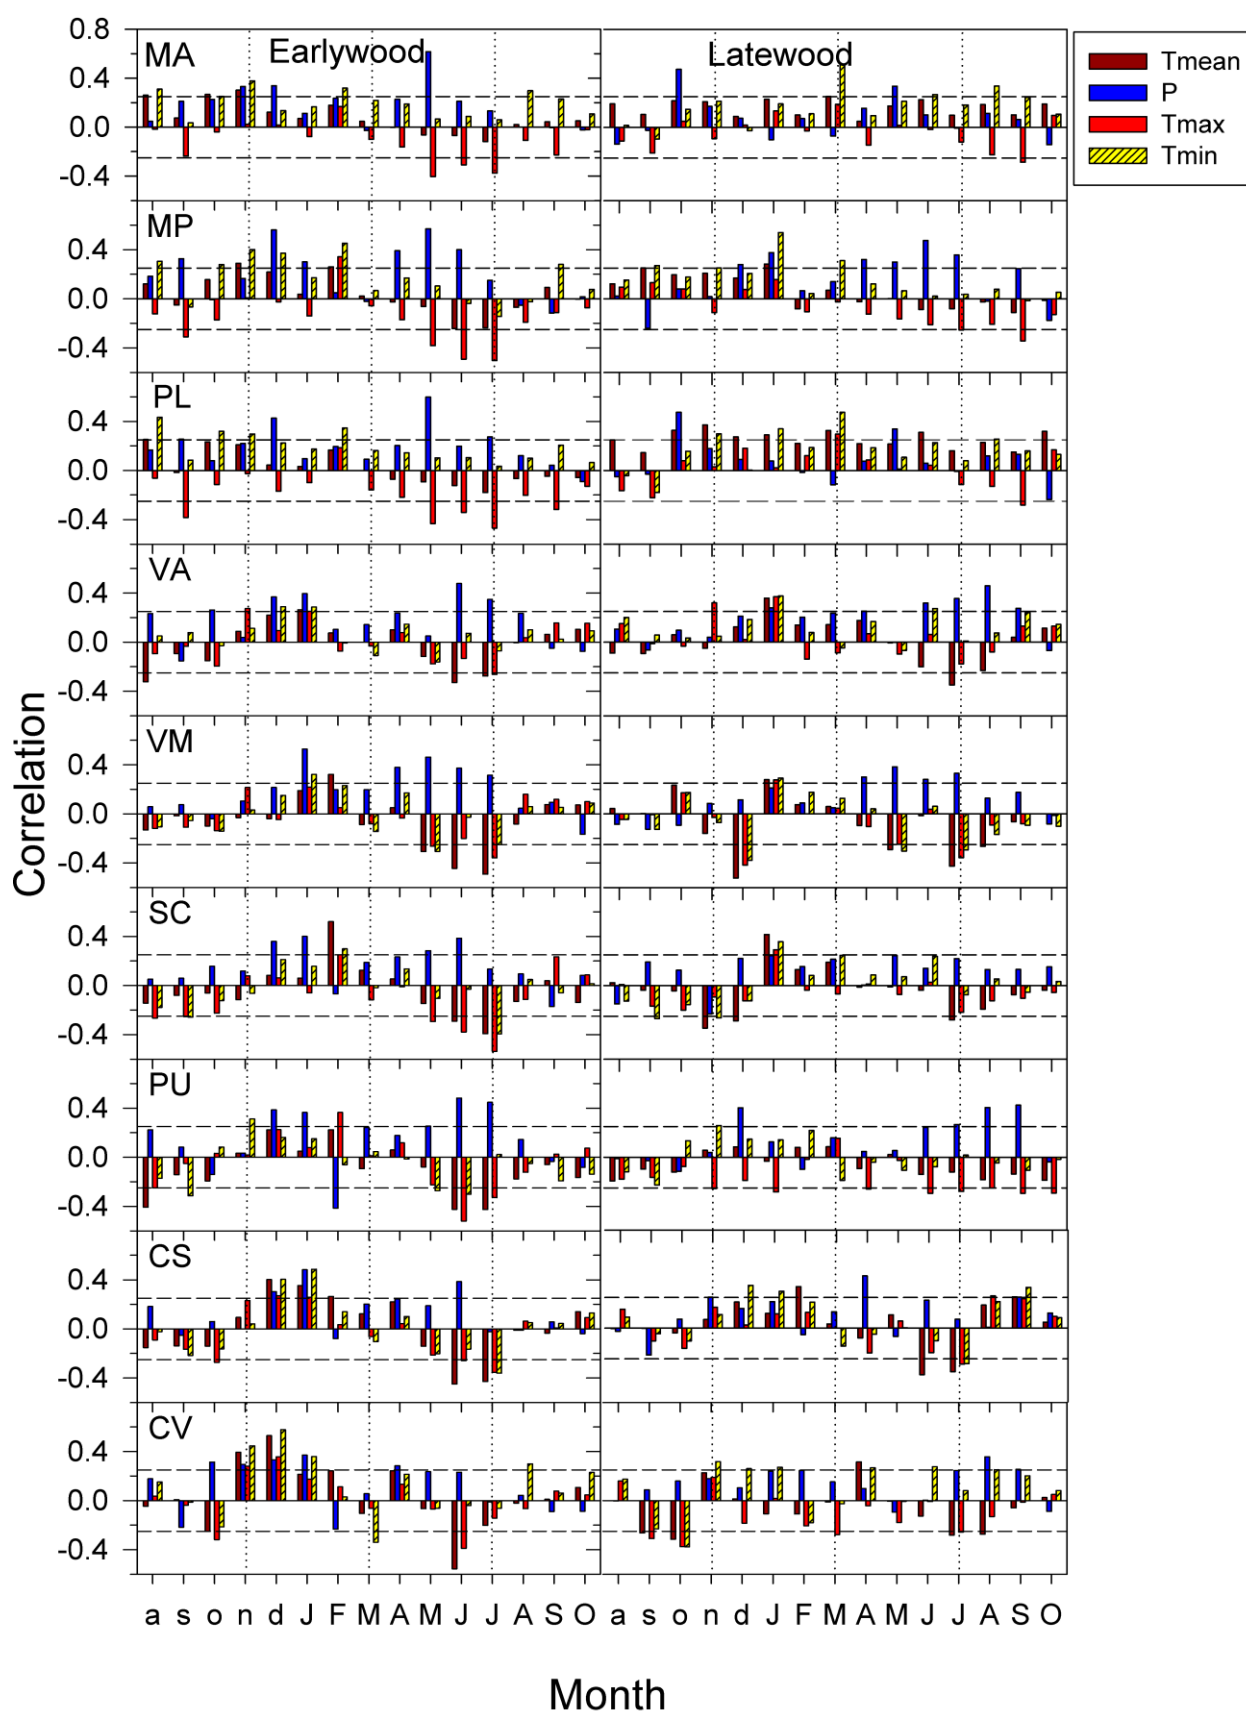 Earlywood
Latewood
Tmean
P
Tmax
Tmin
Correlation
MA
0.8
0.4
0.0
-0.4
MP
0.4
0.0
-0.4
PL
0.4
0.0
-0.4
VA
0.4
0.0
-0.4
VM
0.4
0.0
-0.4
SC
0.4
0.0
-0.4
PU
0.4
0.0
-0.4
CS
0.4
0.0
-0.4
CV
0.4
0.0
-0.4
a s o n d J F M A M J J A S O a s o n d J F M A M J J A S O
Month